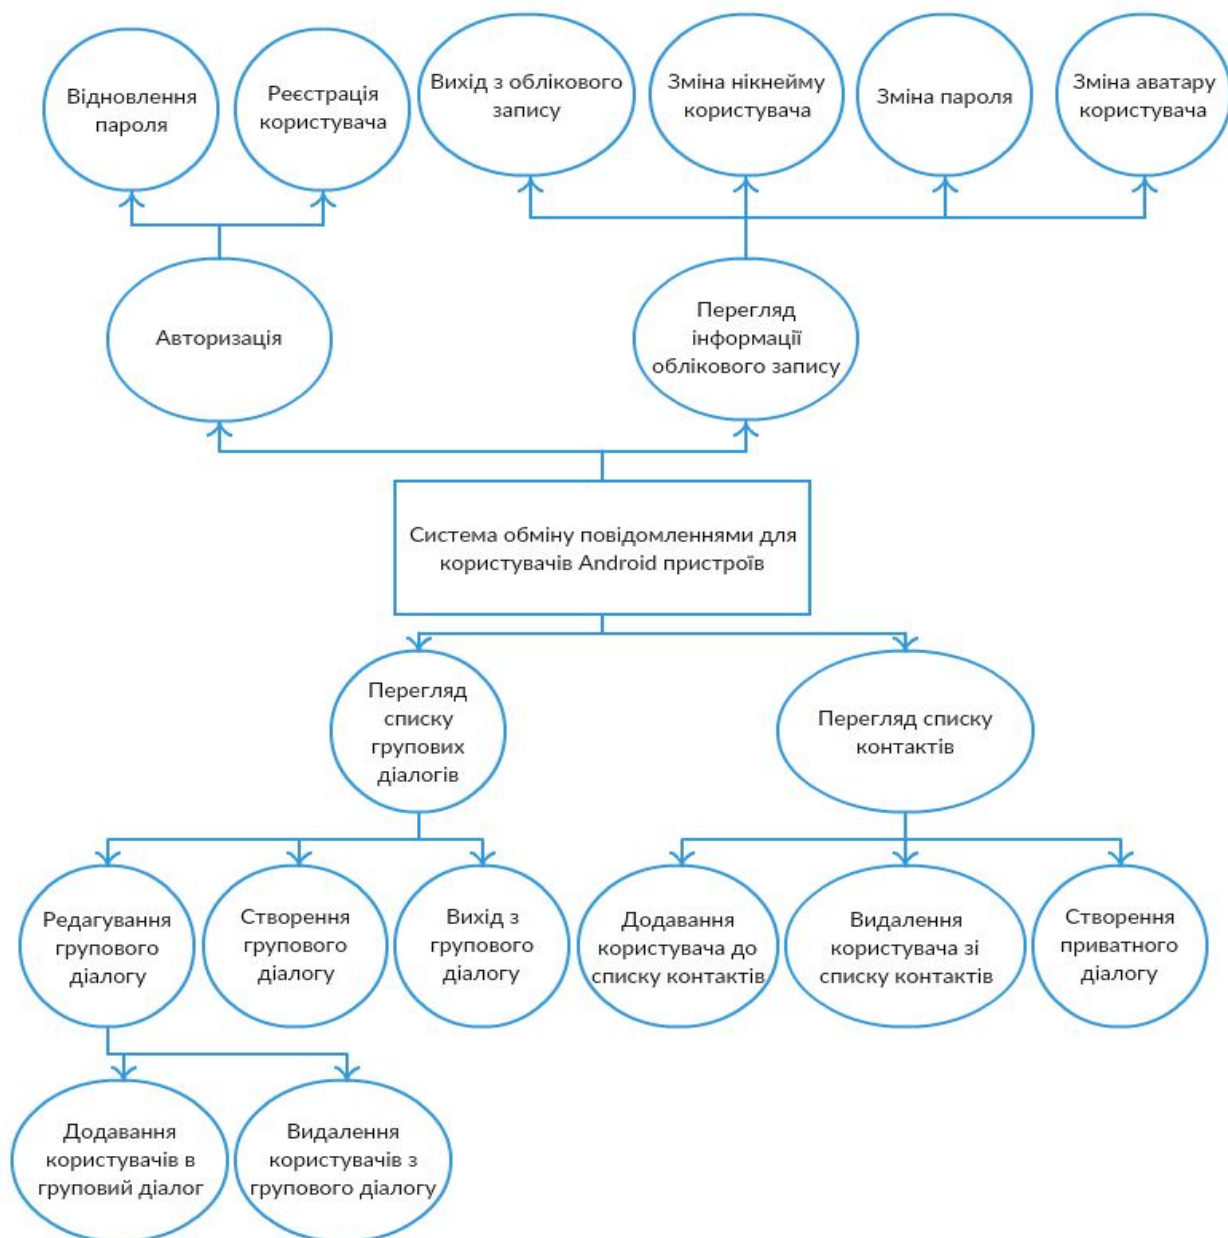 Відновлення
пароля
Реєстрація
користувача
Вихід з облікового
запису
Зміна нікнейму
користувача
Зміна пароля
Зміна аватару
користувача
Авторизація
Перегляд
інформації
облікового запису
Система обміну повідомленнями для
користувачів Android пристроїв
Перегляд
списку
групових
діалогів
Перегляд списку
контактів
Редагування
групового
діалогу
Створення
групового
діалогу
Вихід з
групового
діалогу
Додавання
користувача до
списку контактів
Видалення
користувача зі
списку контактів
Створення
приватного
діалогу
Додавання
користувачів в
груповий діалог
Видалення
користувачів з
групового діалогу